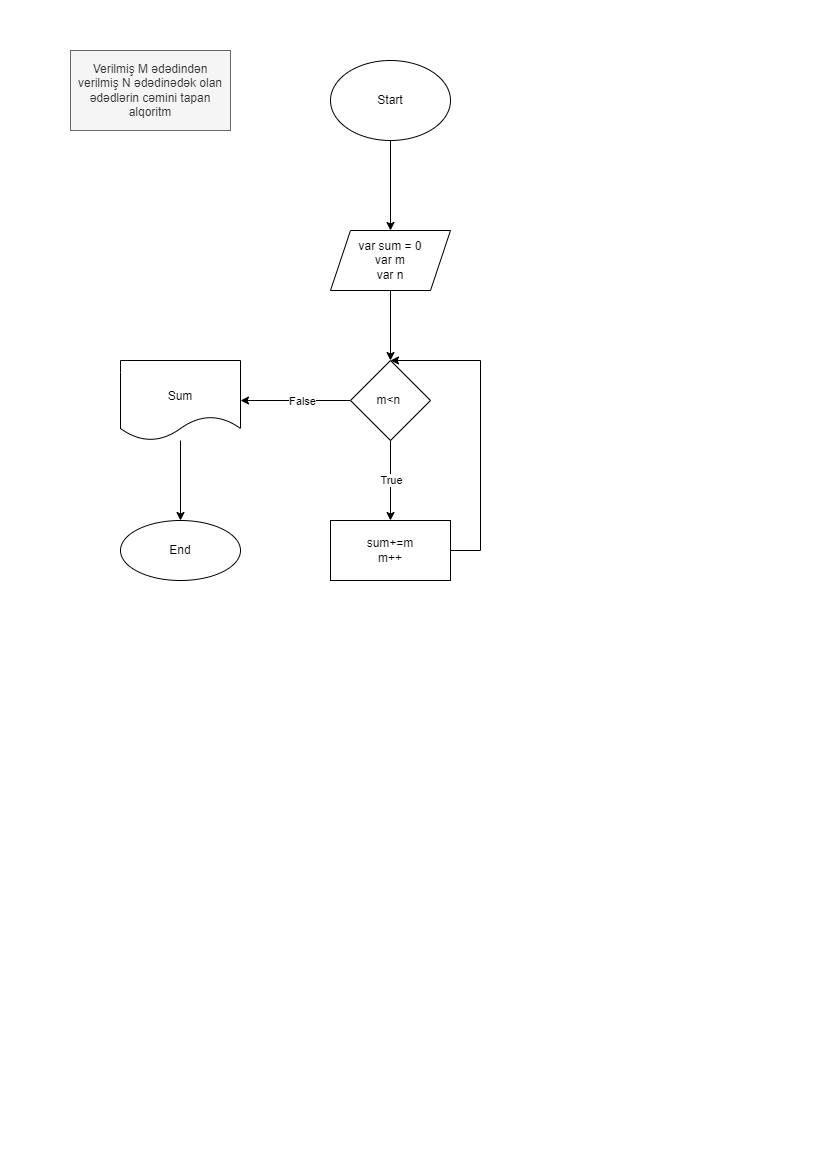 Verilmiş M ədədindən
verilmiş N ədədinədək olan
ədədlərin cəmini tapan
alqoritm
Start
var sum = 0
var m
var n
Sum
False
m<n
True
End
sum+=m
m++